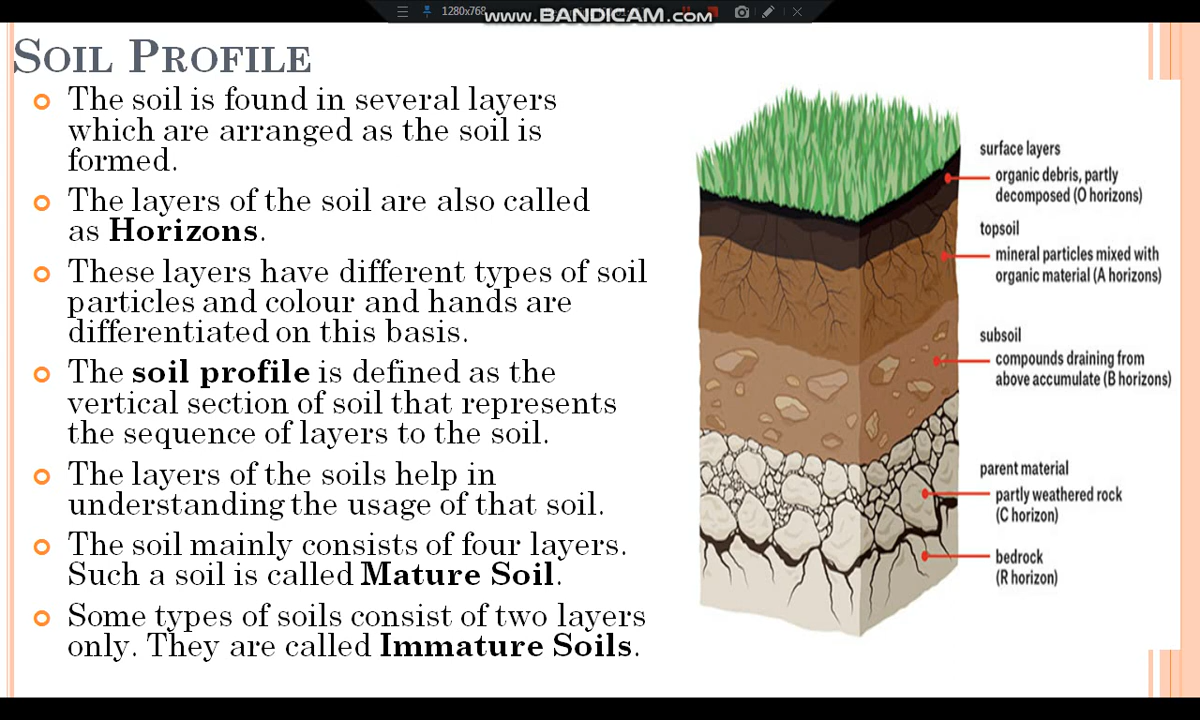 1280x768
www.BANDICAM.com
SOIL PROFILE
The soil is found in several layers
which are arranged as the soil is
formed.
The layers of the soil are also called
as Horizons.
These layers have different types of soil
particles and colour and hands are
differentiated on this basis.
The soil profile is defined as the
vertical section of soil that represents
the sequence of layers to the soil.
The layers of the soils help in
understanding the usage of that soil.
The soil mainly consists of four layers.
Such a soil is called Mature Soil.
Some types of soils consist of two layers
only. They are called Immature Soils.
surface layers
organic debris, partly
decomposed (O horizons)
topsoil
mineral particles mixed with
organic material (A horizons)
subsoil
compounds draining from
above accumulate (B horizons)
parent material
partly weathered rock
(C horizon)
bedrock
(R horizon)